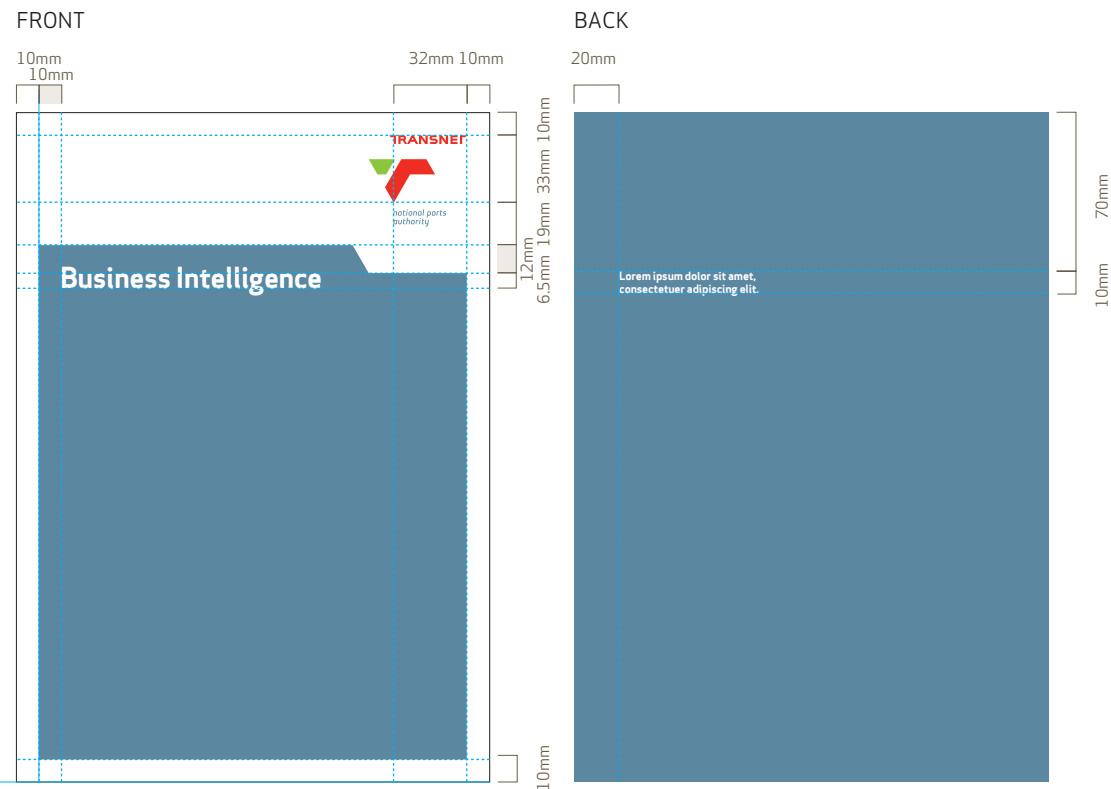 FRONT
BACK
10mm
10mm
32mm 10mm
20mm
TRANSNET
national ports
authority
Business Intelligence
10mm
33mm
19mm
12mm
6.5mm
10mm
Lorem ipsum dolor sit amet,
consectetuer adipiscing elit.
70mm
10mm